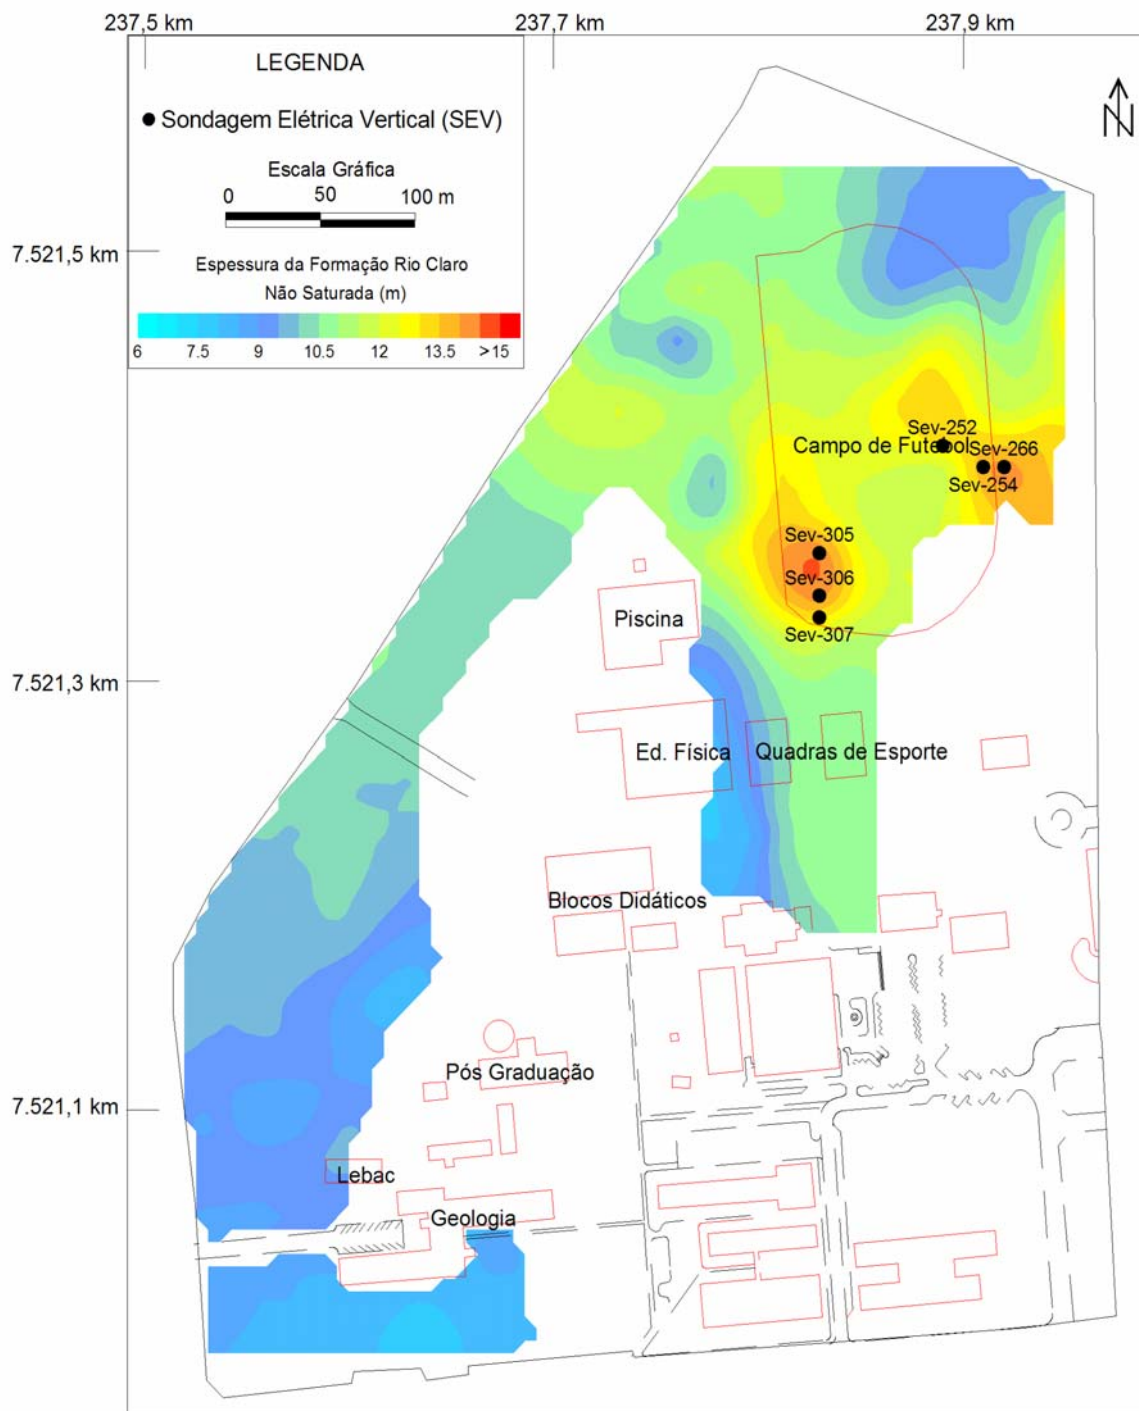 237,5 km
237,7 km
237,9 km
LEGENDA
Sondagem Elétrica Vertical (SEV)
Escala Gráfica
0 50 100 m
Espessura da Formação Rio Claro
Não Saturada (m)
6 7.5 9 10.5 12 13.5 >15
N
7.521,5 km
7.521,3 km
7.521,1 km
Sev-252
Campo de Futebol
Sev-266
Sev-254
Sev-305
Sev-306
Sev-307
Piscina
Ed. Física
Quadras de Esporte
Blocos Didáticos
Pós Graduação
Lebac
Geologia